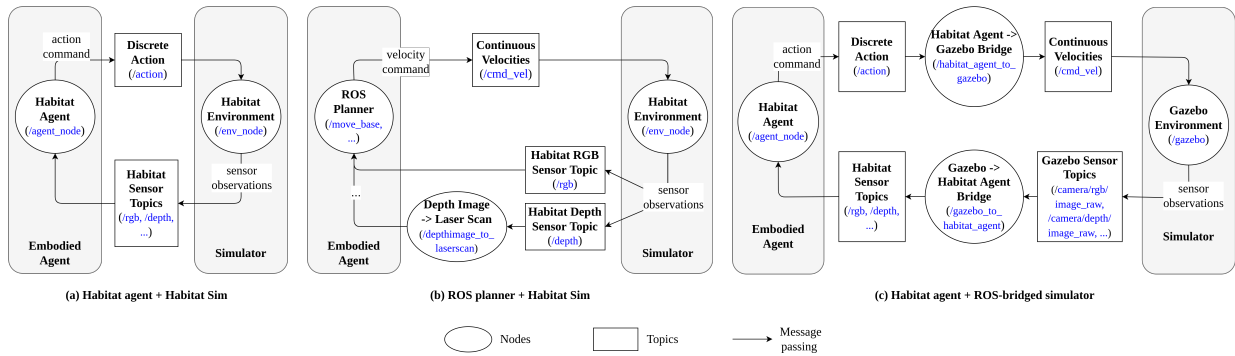 action
command
Discrete
Action
(/action)
Habitat
Agent
(/agent_node)
Habitat
Environment
(/env_node)
sensor
observations
Habitat
Sensor
Topics
(/rgb, /depth,
...)
Embodied
Agent
Simulator
(a) Habitat agent + Habitat Sim
velocity
command
Continuous
Velocities
(/cmd_vel)
ROS
Planner
(/move_base,
...)
Habitat
Environment
(/env_node)
Habitat RGB
Sensor Topic
(/rgb)
sensor
observations
...
Depth Image
-> Laser Scan
(/depthimage_to_
laserscan)
Habitat Depth
Sensor Topic
(/depth)
Embodied
Agent
Simulator
(b) ROS planner + Habitat Sim
action
command
Discrete
Action
(/action)
Habitat Agent ->
Gazebo Bridge
(/habitat_agent_to_
gazebo)
Continuous
Velocities
(/cmd_vel)
Habitat
Agent
(/agent_node)
Gazebo
Environment
(/gazebo)
Habitat
Sensor
Topics
(/rgb, /depth,
...)
Gazebo ->
Habitat Agent
Bridge
(/gazebo_to_
habitat_agent)
Gazebo Sensor
Topics
(/camera/rgb/
image_raw,
/camera/depth/
image_raw, ...)
sensor
observations
Embodied
Agent
Simulator
(c) Habitat agent + ROS-bridged simulator
Nodes
Topics
Message
passing